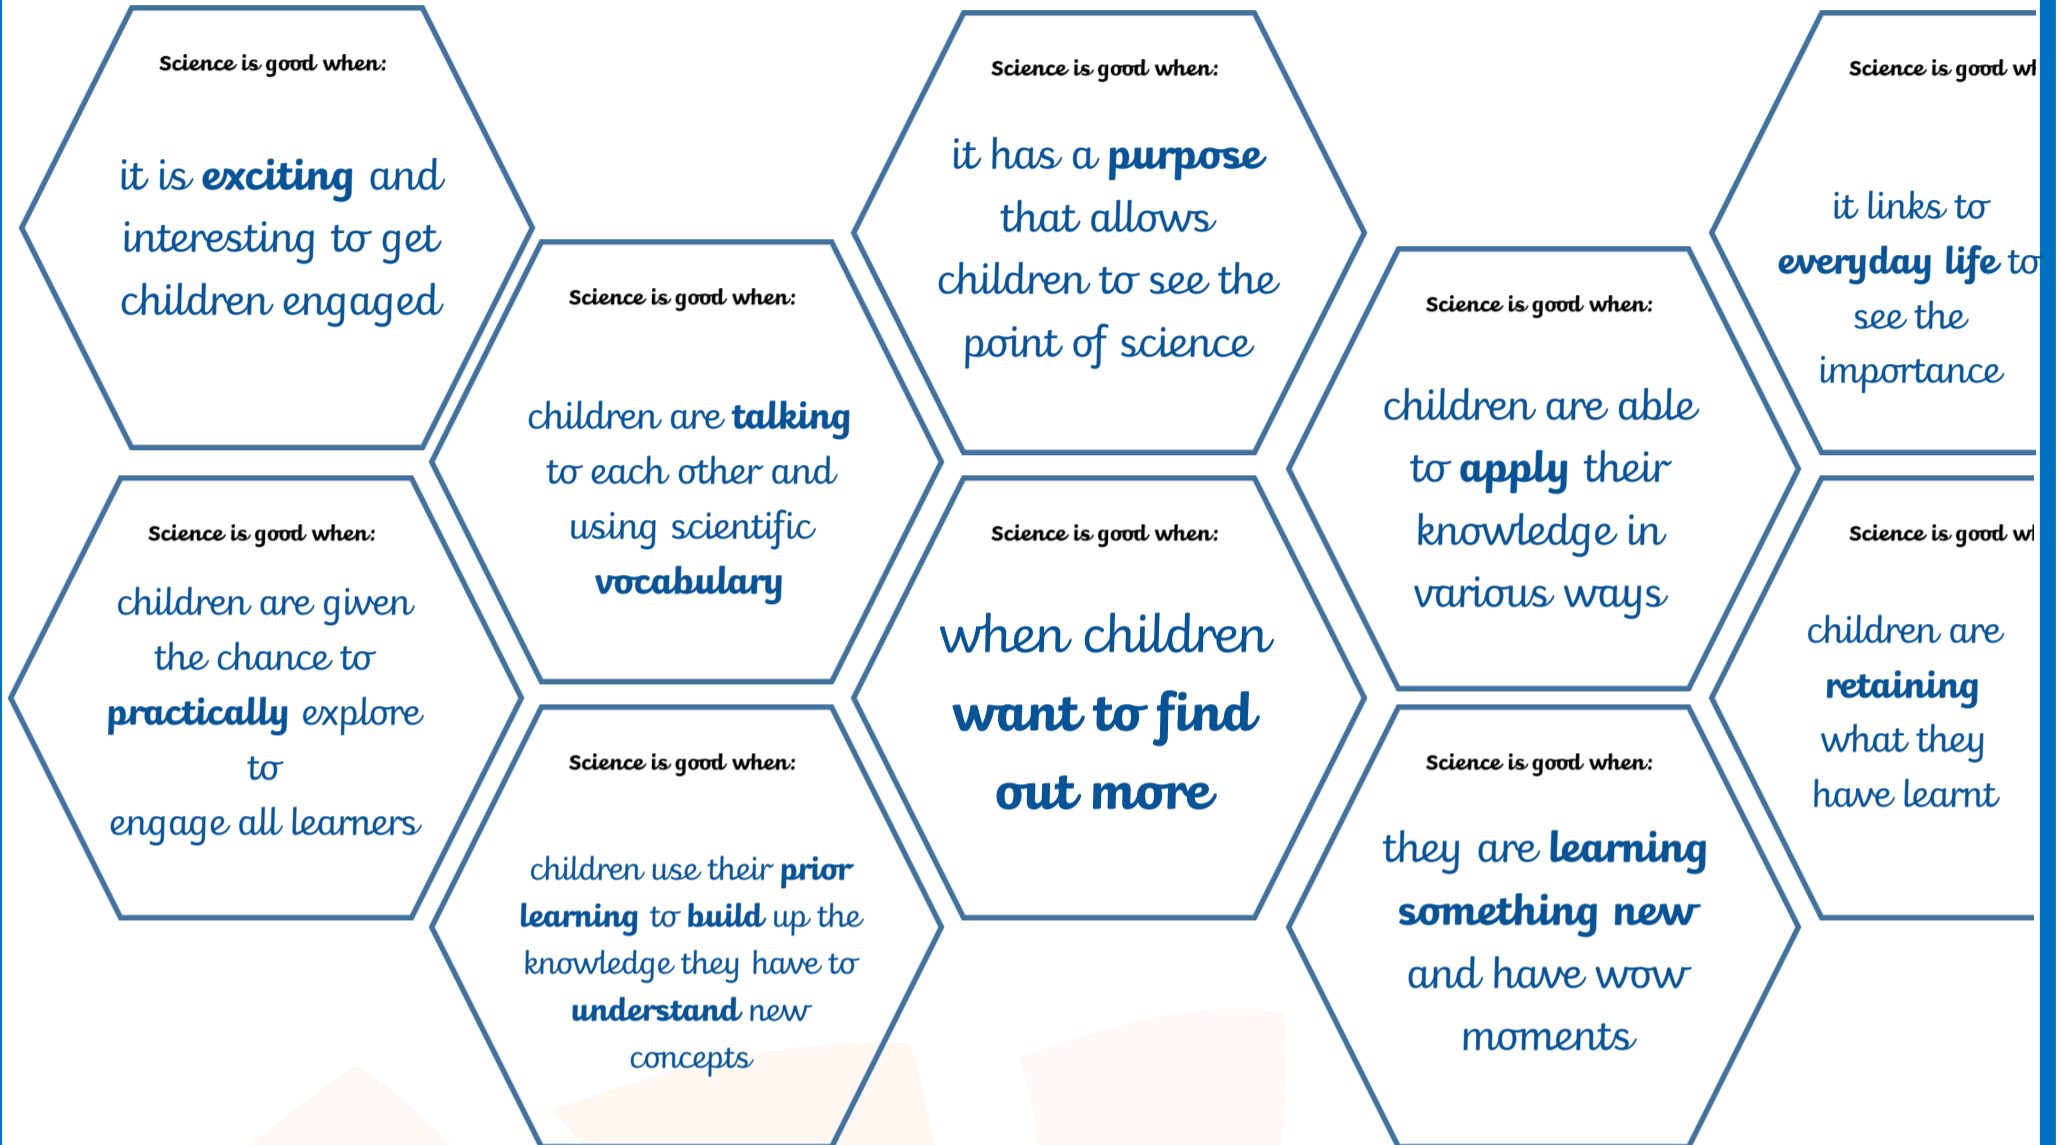 Science is good when:
it is exciting and
interesting to get
children engaged
Science is good when:
children are given
the chance to
practically explore
to
engage all learners
Science is good when:
children are talking
to each other and
using scientific
vocabulary
Science is good when:
children use their prior
learning to build up the
knowledge they have to
understand new
concepts
Science is good when:
it has a purpose
that allows
children to see the
point of science
Science is good when:
when children
want to find
out more
Science is good when:
children are able
to apply their
knowledge in
various ways
Science is good when:
they are learning
something new
and have wow
moments
Science is good
it links to
everyday life to
see the
importance
Science is good
children are
retaining
what they
have learnt